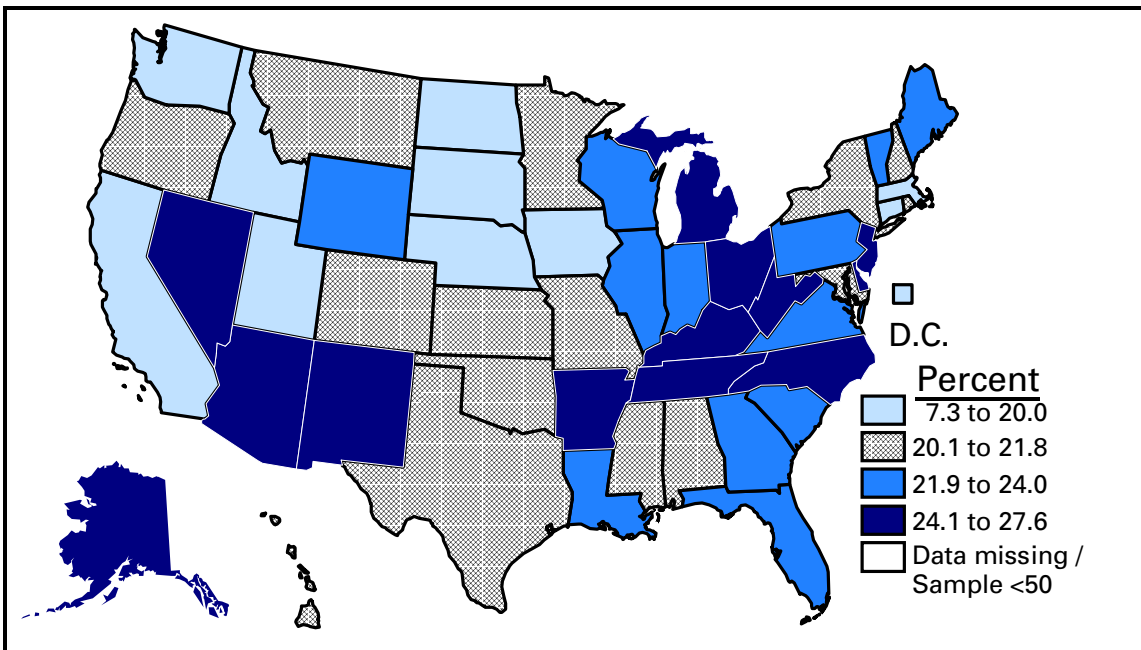 D.C.
Percent
7.3 to 20.0
20.1 to 21.8
21.9 to 24.0
24.1 to 27.6
Data missing /
Sample <50